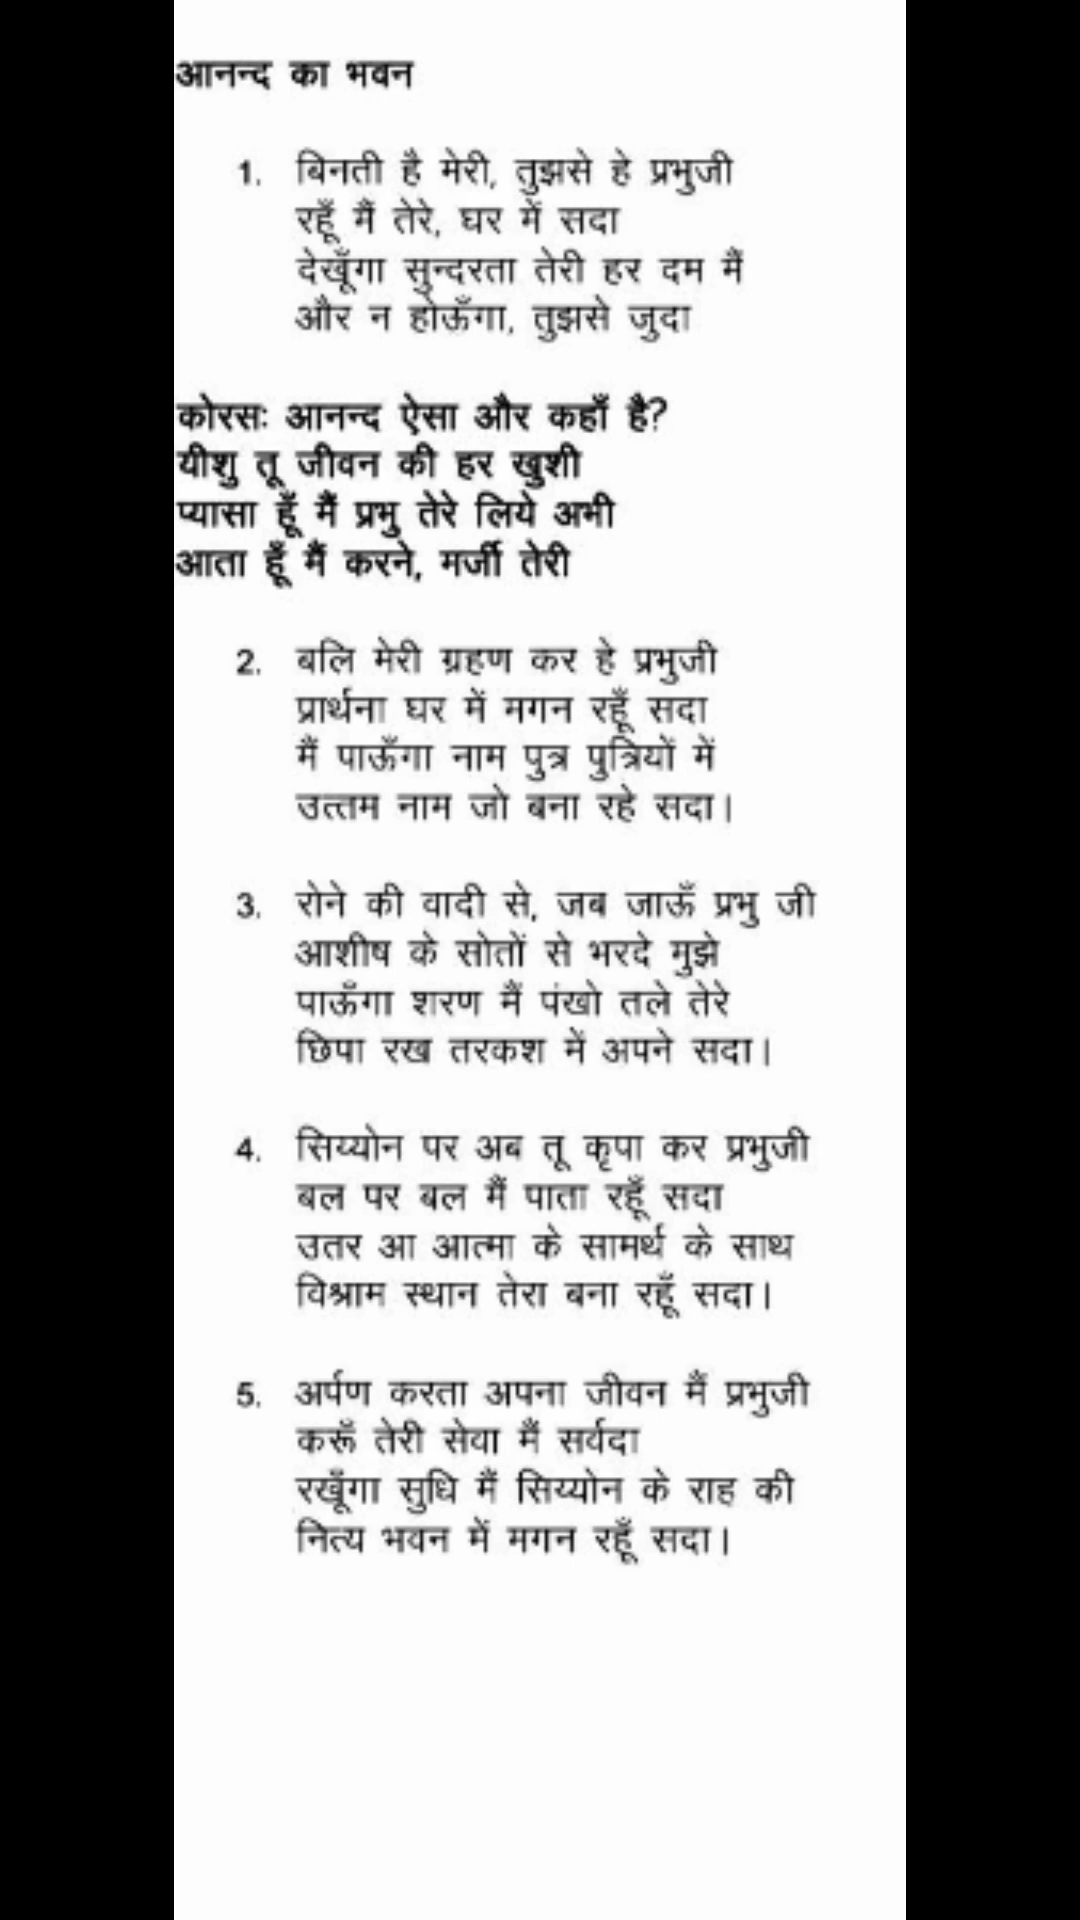 आनन्द का भवन
1. बिनती है मेरी, तुझसे हे प्रभुजी
रहूँ मैं तेरे, घर में सदा
देखूँगा सुन्दरता तेरी हर दम मैं
और न होऊँगा, तुझसे जुदा
कोरसः आनन्द ऐसा और कहाँ है?
यीशु तू जीवन की हर खुशी
प्यासा हूँ मैं प्रभु तेरे लिये अभी
आता हूँ मैं करने, मर्जी तेरी
2. बलि मेरी ग्रहण कर हे प्रभुजी
प्रार्थना घर में मगन रहूँ सदा
मैं पाऊँगा नाम पुत्र पुत्रियों में
उत्तम नाम जो बना रहे सदा।
3. रोने की वादी से, जब जाऊँ प्रभु जी
आशीष के सोतों से भरदे मुझे
पाऊँगा शरण मैं पंखो तले तेरे
छिपा रख तरकश में अपने सदा।
4. सिय्योन पर अब तू कृपा कर प्रभुजी
बल पर बल मैं पाता रहूँ सदा
उतर आ आत्मा के सामर्थ के साथ
विश्राम स्थान तेरा बना रहूँ सदा।
5. अर्पण करता अपना जीवन मैं प्रभुजी
करूँ तेरी सेवा मैं सर्वदा
रखूँगा सुधि मैं सिय्योन के राह की
नित्य भवन में मगन रहूँ सदा।